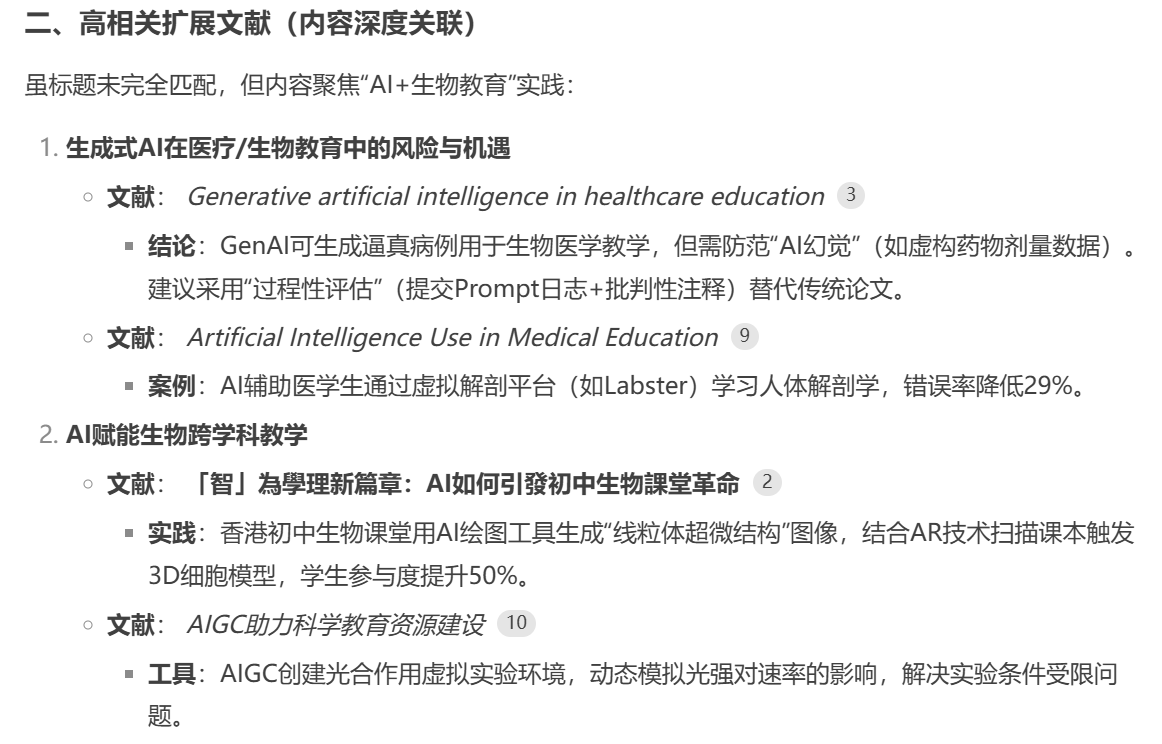 二、高相关扩展文献（内容深度关联）
虽标题未完全匹配，但内容聚焦“AI+生物教育”实践：
1. 生成式AI在医疗/生物教育中的风险与机遇
文献： Generative artificial intelligence in healthcare education 3
结论：GenAI可生成逼真病例用于生物医学教学，但需防范“AI幻觉”（如虚构药物剂量数据）。
建议采用“过程性评估”（提交Prompt日志+批判性注释）替代传统论文。
文献： Artificial Intelligence Use in Medical Education 9
案例：AI辅助医学生通过虚拟解剖平台（如Labster）学习人体解剖学，错误率降低29%。
2. AI赋能生物跨学科教学
文献： 「智」為學理新篇章：AI如何引發初中生物課堂革命 2
实践：香港初中生物课堂用AI绘图工具生成“线粒体超微结构”图像，结合AR技术扫描课本触发
3D细胞模型，学生参与度提升50%。
文献： AIGC助力科学教育资源建设 10
工具：AIGC创建光合作用虚拟实验环境，动态模拟光强对速率的影响，解决实验条件受限问
题。